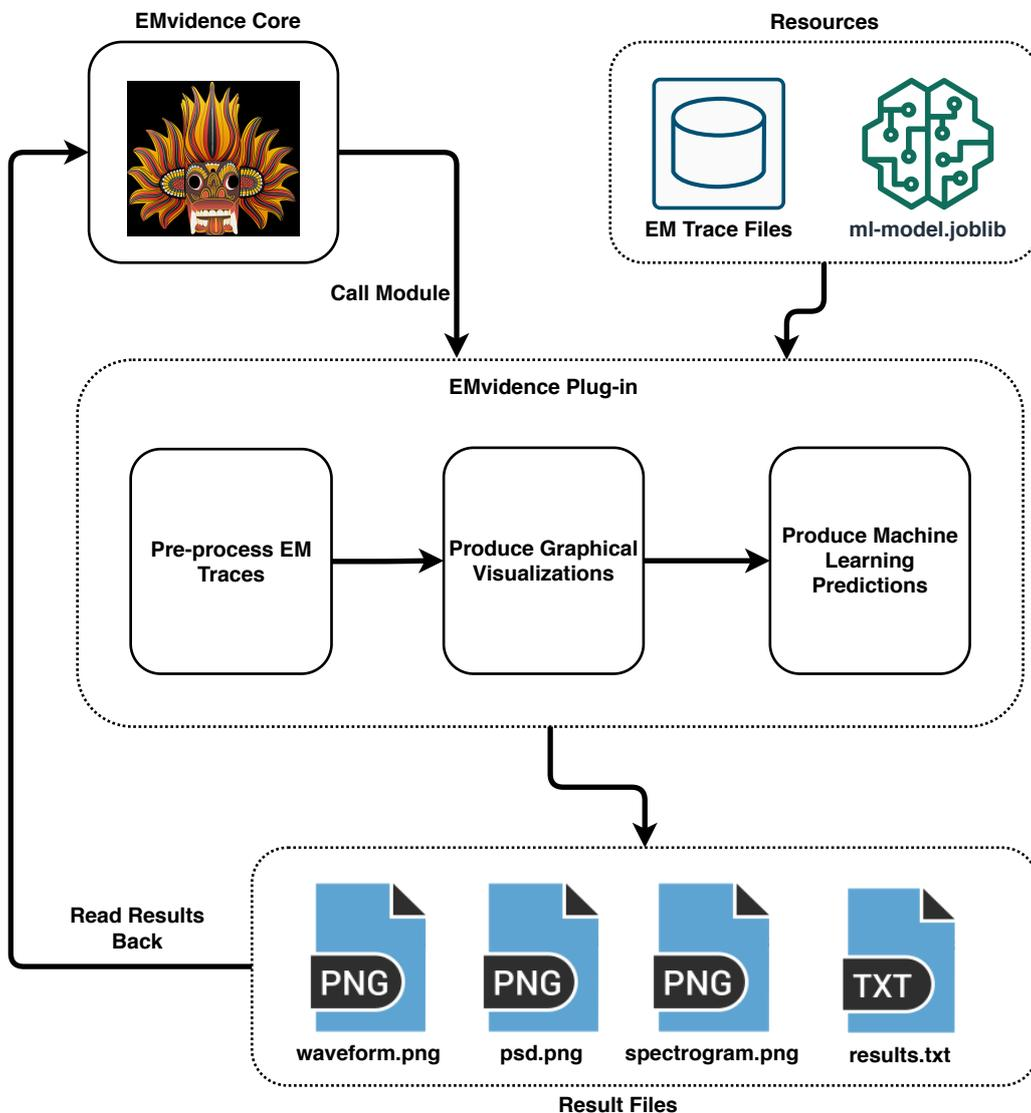 EMvidence Core
Resources
EM Trace Files
ml-model.joblib
Call Module
EMvidence Plug-in
Pre-process EM
Traces
Produce Graphical
Visualizations
Produce Machine
Learning
Predictions
Read Results
Back
PNG
PNG
PNG
TXT
waveform.png
psd.png
spectrogram.png
results.txt
Result Files